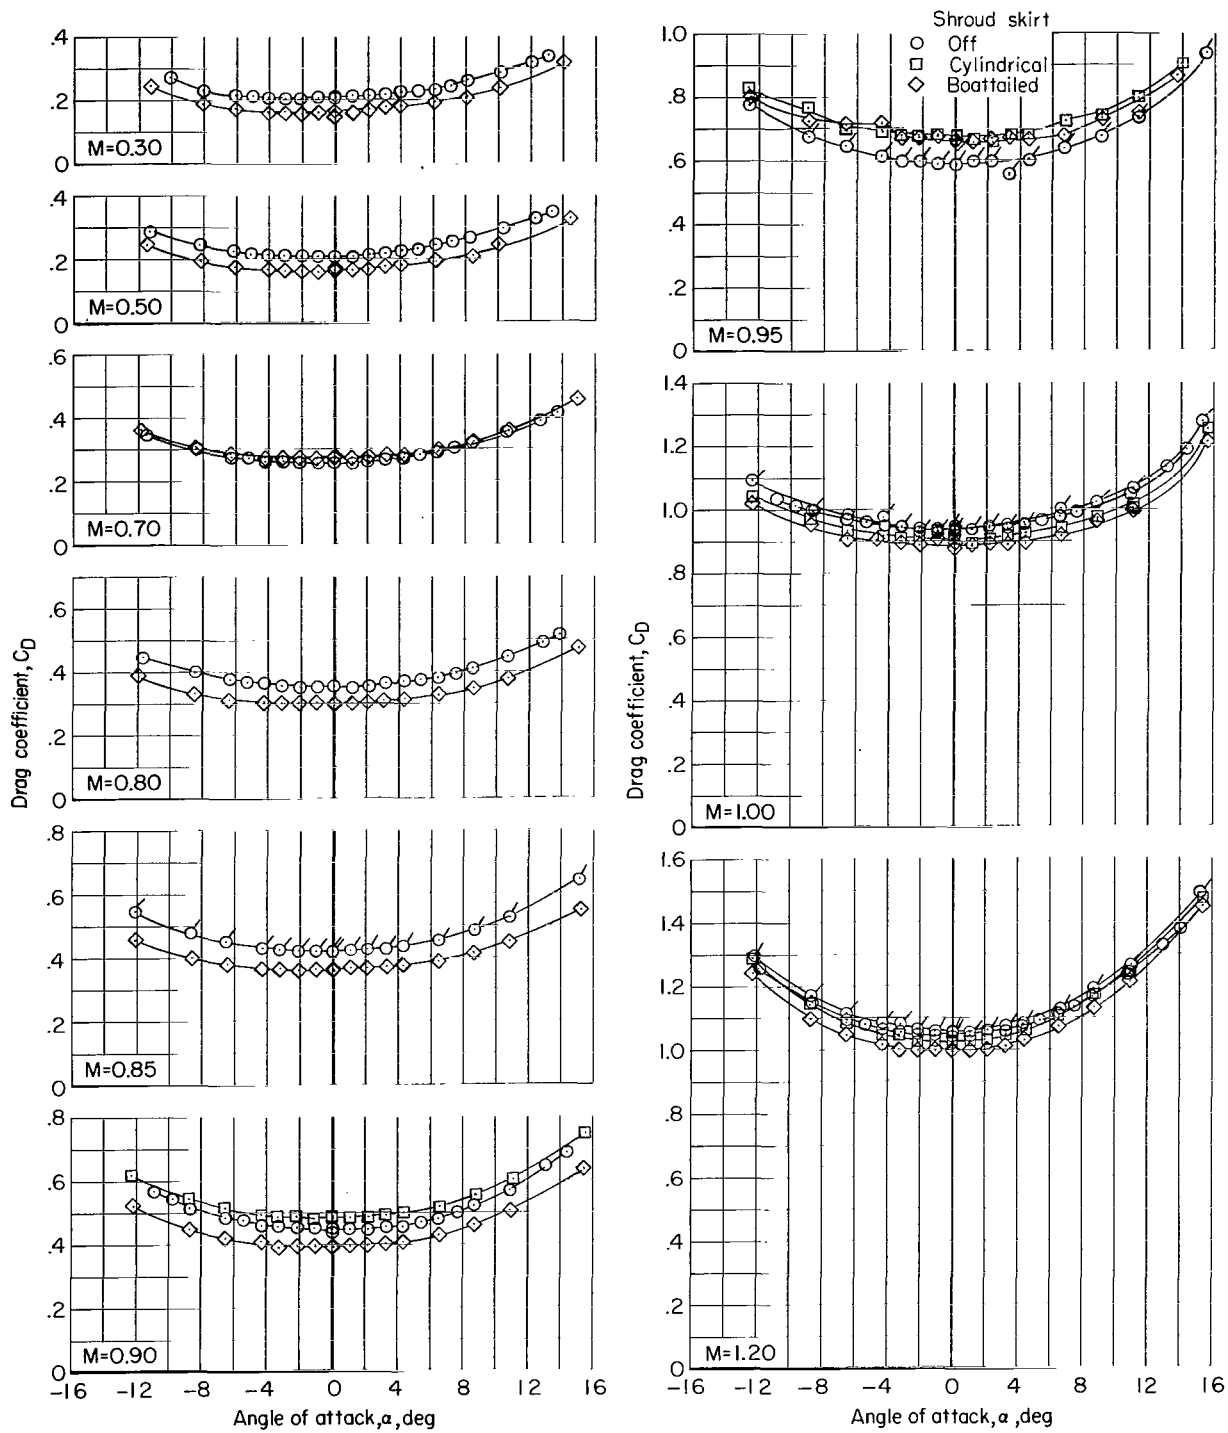 .4
.2
0
M=0.30
.4
.2
0
M=0.50
.6
.4
.2
0
M=0.70
.6
.4
.2
0
M=0.80
.8
.6
.4
.2
0
M=0.85
.8
.6
.4
.2
0
M=0.90
-16 -12 -8 -4 0 4 8 12 16
Angle of attack, α, deg
Drag coefficient, CD
Shroud skirt
Off
Cylindrical
Boattailed
1.0
.8
.6
.4
.2
0
M=0.95
1.4
1.2
1.0
.8
.6
.4
.2
0
M=1.00
1.6
1.4
1.2
1.0
.8
.6
.4
.2
0
M=1.20
-16 -12 -8 -4 0 4 8 12 16
Angle of attack, α, deg
Drag coefficient, CD